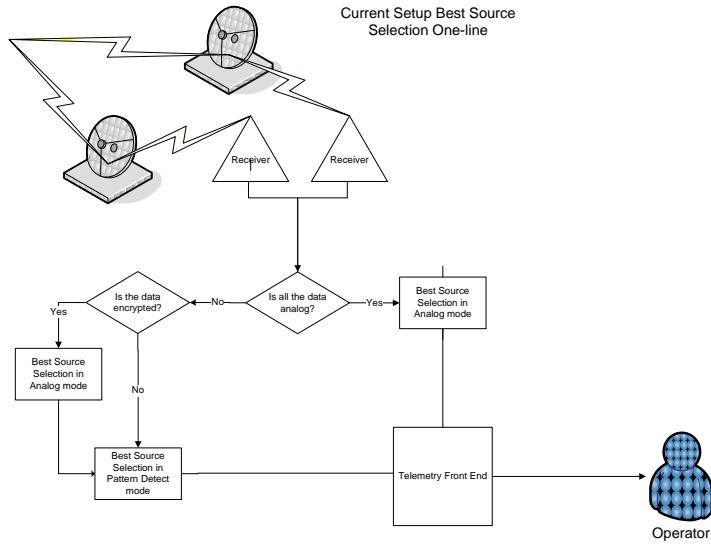 Current Setup Best Source
Selection One-line
Receiver
Receiver
Is the data
encrypted?
No
Is all the data
analog?
Yes
Best Source
Selection in
Analog mode
Yes
Best Source
Selection in
Analog mode
No
Best Source
Selection in
Pattern Detect
mode
Telemetry Front End
Operator